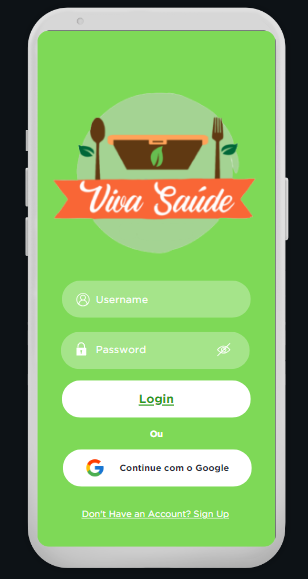 Viva Saúde
Username
Password
Login
Ou
Continue com o Google
Don't Have an Account? Sign Up